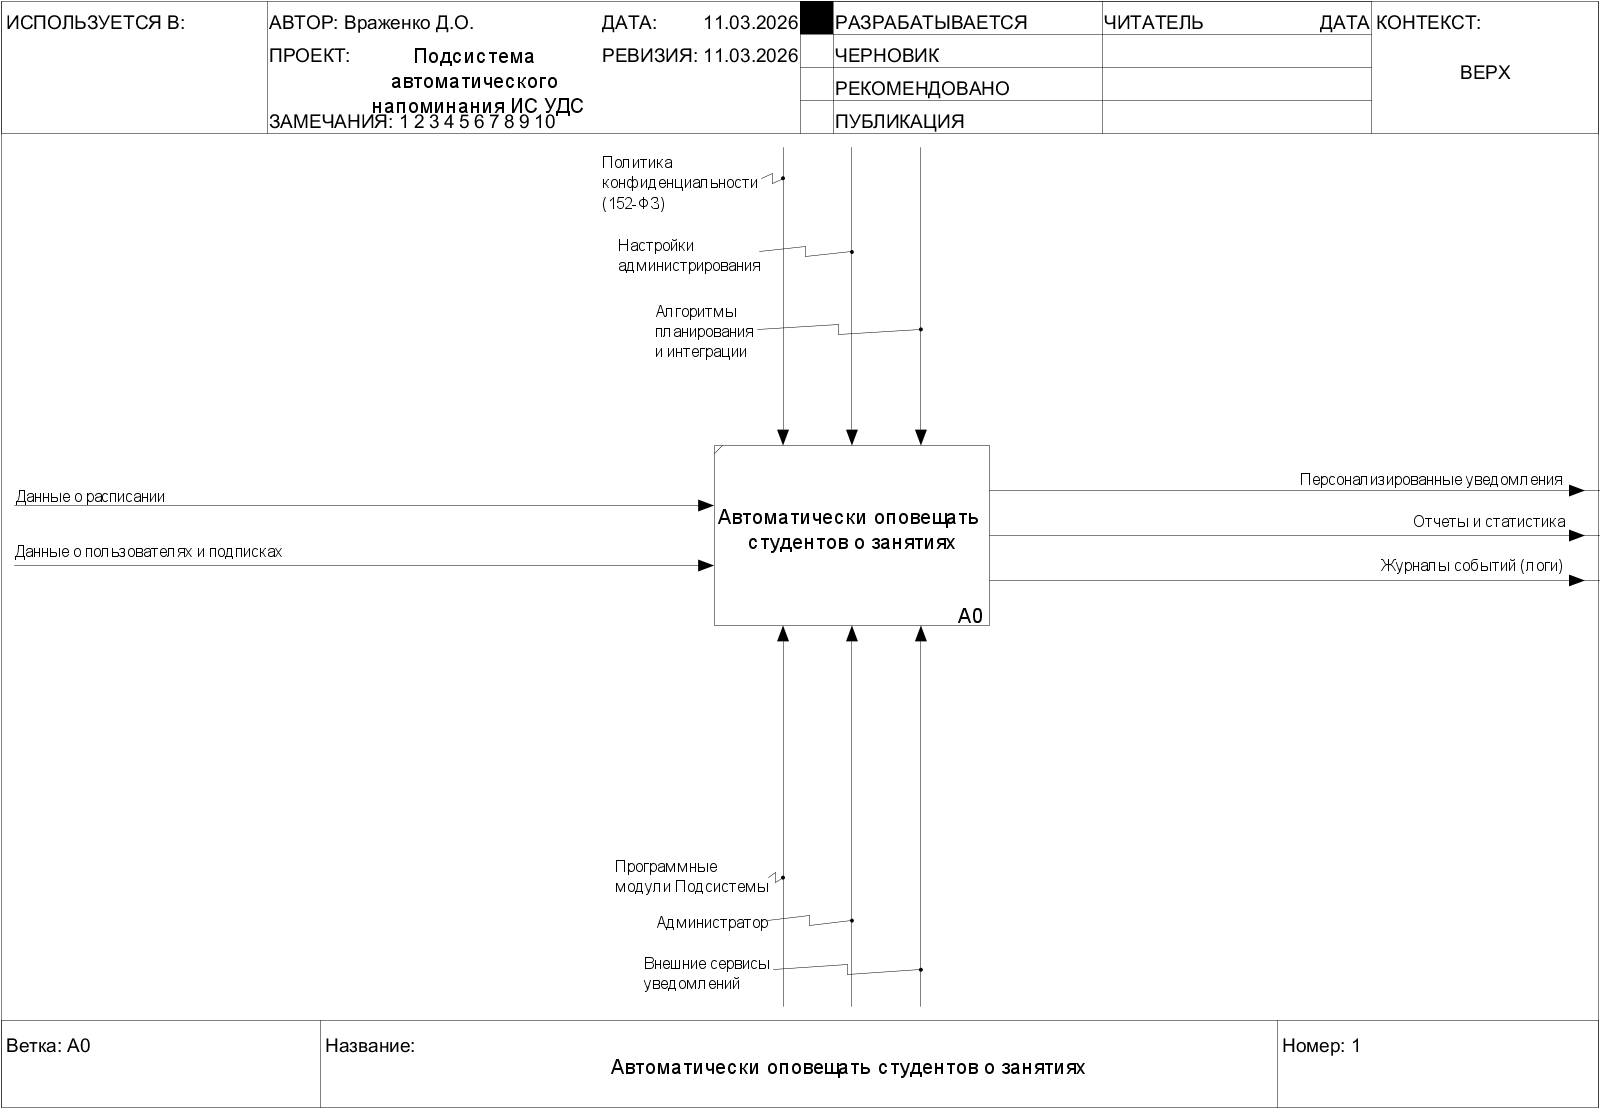 ИСПОЛЬЗУЕТСЯ В:
АВТОР: Враженко Д.О.
ДАТА: 11.03.2026
РАЗРАБАТЫВАЕТСЯ
ЧИТАТЕЛЬ
ДАТА
КОНТЕКСТ:
ПРОЕКТ:
Подсистема
автоматического
напоминания ИС УДС
РЕВИЗИЯ: 11.03.2026
ЧЕРНОВИК
ВЕРХ
РЕКОМЕНДОВАНО
ЗАМЕЧАНИЯ: 1 2 3 4 5 6 7 8 9 10
ПУБЛИКАЦИЯ
Политика
конфиденциальности
(152-ФЗ)
Настройки
администрирования
Алгоритмы
планирования
и интеграции
Данные о расписании
Данные о пользователях и подписках
Автоматически оповещать
студентов о занятиях
A0
Персонализированные уведомления
Отчеты и статистика
Журналы событий (логи)
Программные
модули Подсистемы
Администратор
Внешние сервисы
уведомлений
Ветка: A0
Название:
Автоматически оповещать студентов о занятиях
Номер: 1